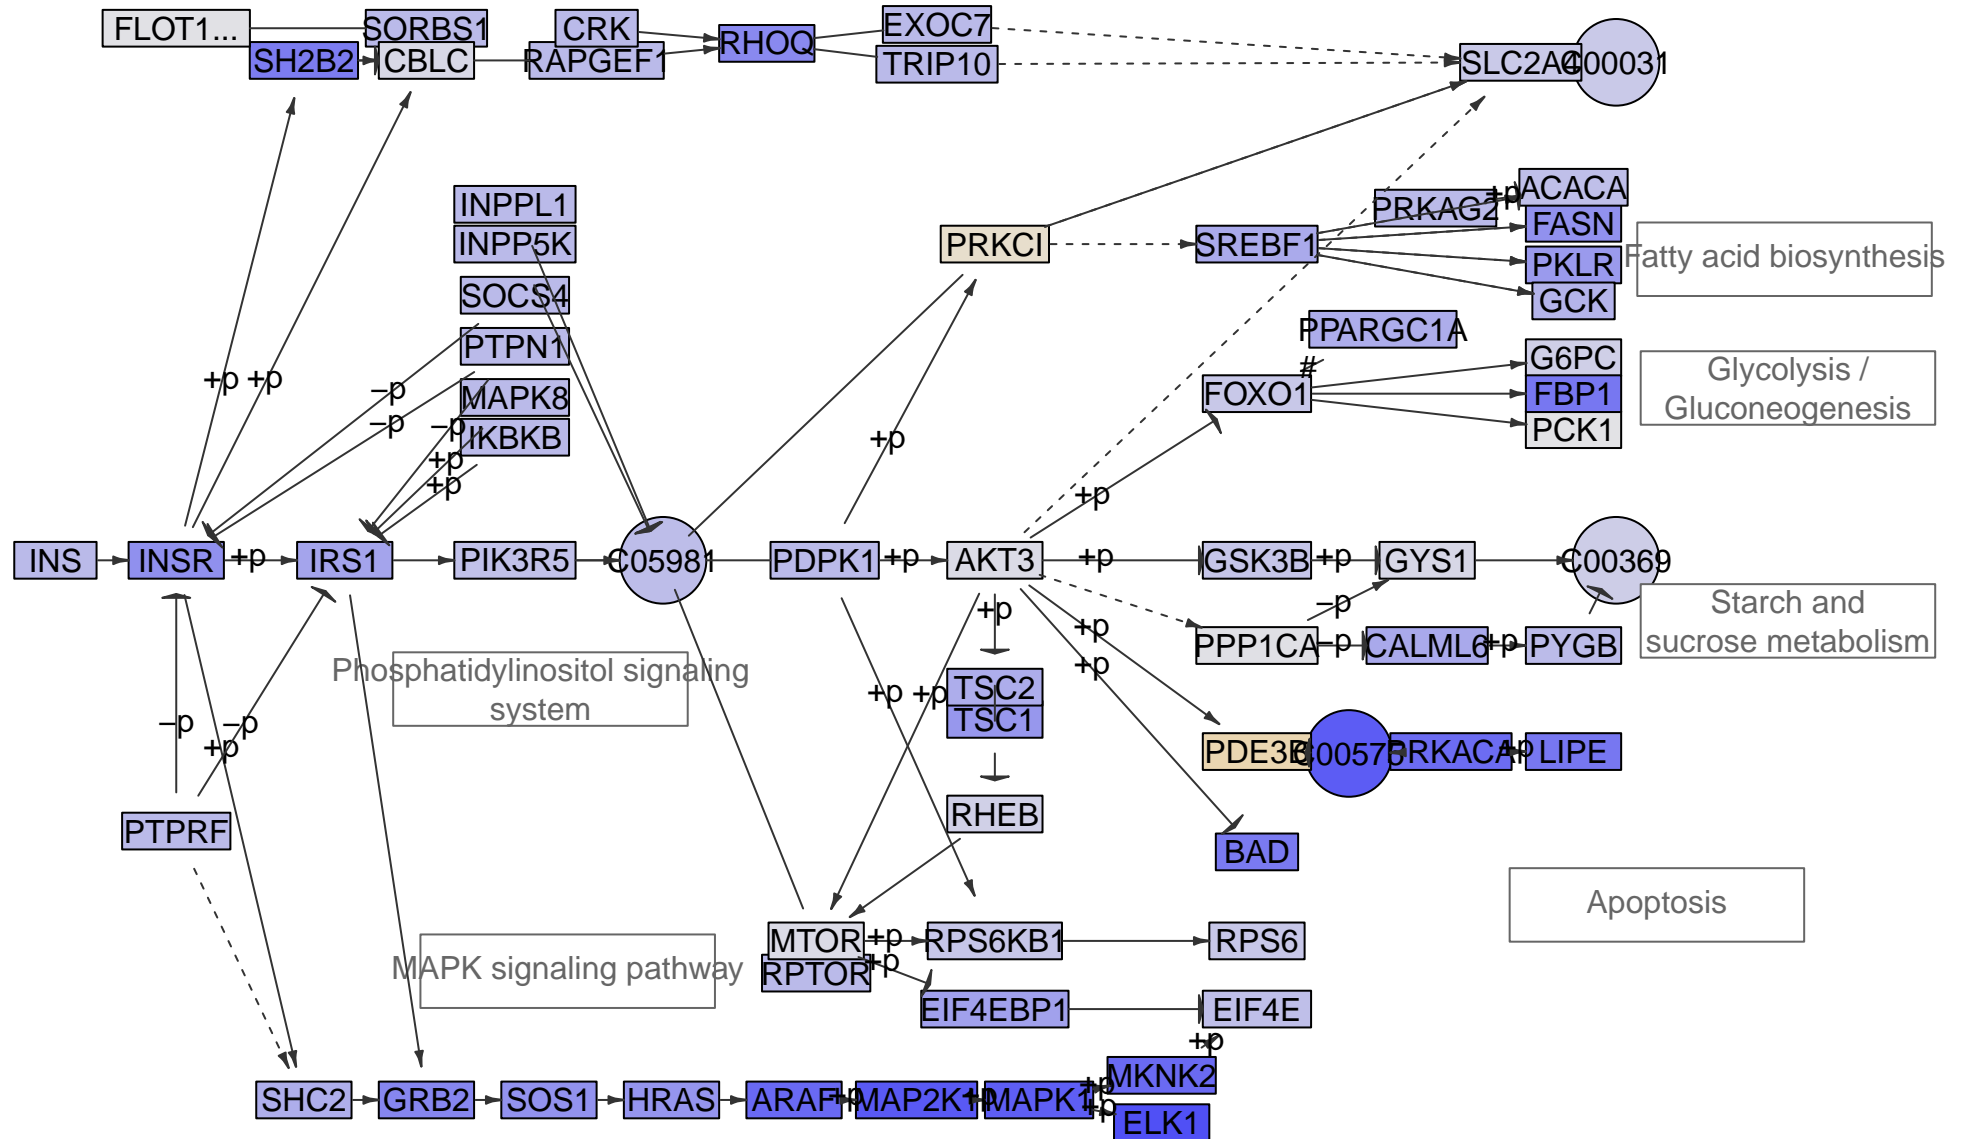 FLOT1...
SORBS1
CRK
EXOC7
SH2B2
CBLC
RAPGEF1
RHOQ
TRIP10
SLC2A4
C00031
INPPL1
INPP5K
SOCS4
PTPN1
MAPK8
IKBKB
PRKCI
SREBF1
PRKAG2
+p
ACACA
FASN
PKLR
GCK
Fatty acid biosynthesis
PPARGC1A
#
FOXO1
G6PC
FBP1
PCK1
Glycolysis /
Gluconeogenesis
+p
+p
−p
−p
−p
+p
+p
+p
+p
INS
INSR
+p
IRS1
PIK3R5
C05981
PDPK1
+p
AKT3
+p
GSK3B
+p
GYS1
C00369
+p
−p
Starch and
sucrose metabolism
+p
PPP1CA
−p
CALML6
+p
PYGB
+p
Phosphatidylinositol signaling
system
+p
+p
TSC2
TSC1
−p
−p
+p
PDE3B
C00575
PRKACA
+p
LIPE
PTPRF
RHEB
BAD
Apoptosis
MTOR
+p
RPS6KB1
RPS6
MAPK signaling pathway
RPTOR
+p
EIF4EBP1
EIF4E
+p
SHC2
GRB2
SOS1
HRAS
ARAF
+p
MAP2K1
+p
MAPK1
+p
+p
MKNK2
ELK1